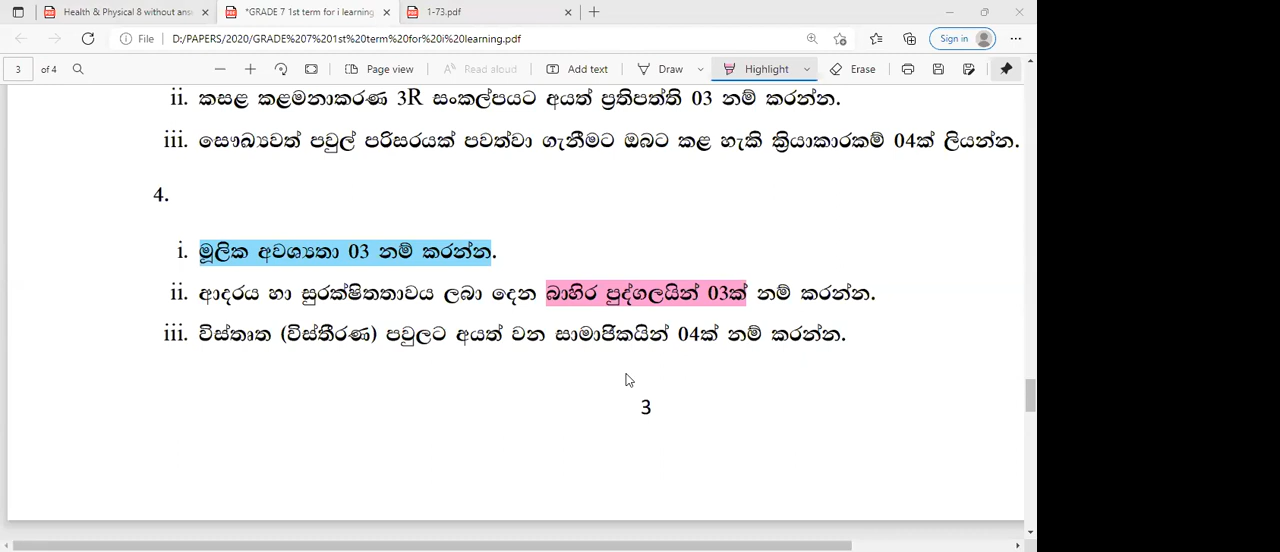 Health & Physical 8 without ans
*GRADE 7 1st term for i learning
1-73.pdf
File
D:/PAPERS/2020/GRADE%207%201st%20term%20for%20i%20learning.pdf
Sign in
3 of 4
Page view
Read aloud
Add text
Draw
Highlight
Erase
ii. කසළ කළමනාකරණ 3R සංකල්පයට අයත් ප්‍රතිපත්ති 03 නම් කරන්න.
iii. සෞඛ්‍යවත් පවුල් පරිසරයක් පවත්වා ගැනීමට ඔබට කළ හැකි ක්‍රියාකාරකම් 04ක් ලියන්න.
4.
i. මූලික අවශ්‍යතා 03 නම් කරන්න.
ii. ආදරය හා සුරක්ෂිතතාවය ලබා දෙන බාහිර පුද්ගලයින් 03ක් නම් කරන්න.
iii. විස්තෘත (විස්තීරණ) පවුලට අයත් වන සාමාජිකයින් 04ක් නම් කරන්න.
3